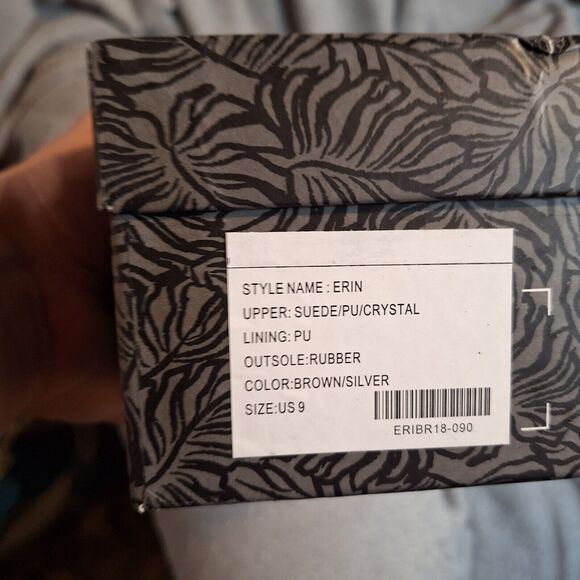 STYLE NAME : ERIN
UPPER: SUEDE/PU/CRYSTAL
LINING: PU
OUTSOLE:RUBBER
COLOR:BROWN/SILVER
SIZE:US 9
ERIBR18-090